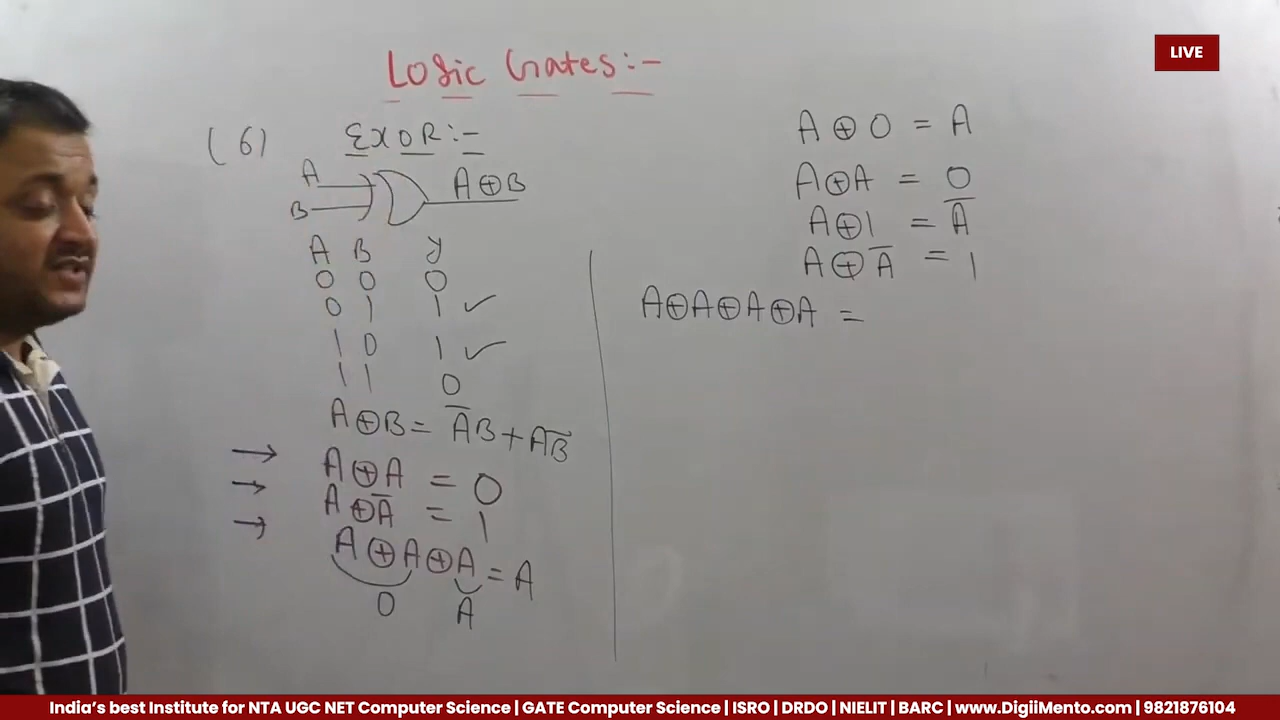 LIVE
Logic Gates:-
(6) EXOR:-
A
B
A⊕B
A B y
0 0 0
0 1 1 ✓
1 0 1 ✓
1 1 0
A⊕B = A̅B + AB̅
→ A⊕A = 0
→ A⊕A̅ = 1
→ A⊕A⊕A = A
0 A
A⊕0 = A
A⊕A = 0
A⊕1 = A̅
A⊕A̅ = 1
A⊕A⊕A⊕A =
India's best Institute for NTA UGC NET Computer Science | GATE Computer Science | ISRO | DRDO | NIELIT | BARC | www.DigiiMento.com | 9821876104